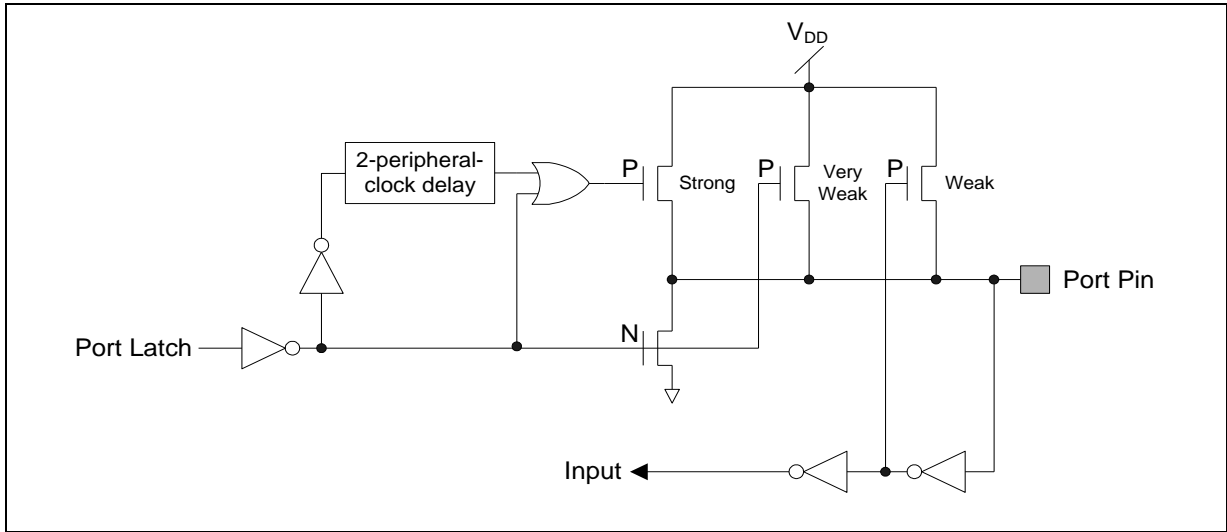 V_DD
2-peripheral-
clock delay
P
Strong
P
Very
Weak
P
Weak
Port Pin
Port Latch
N
Input